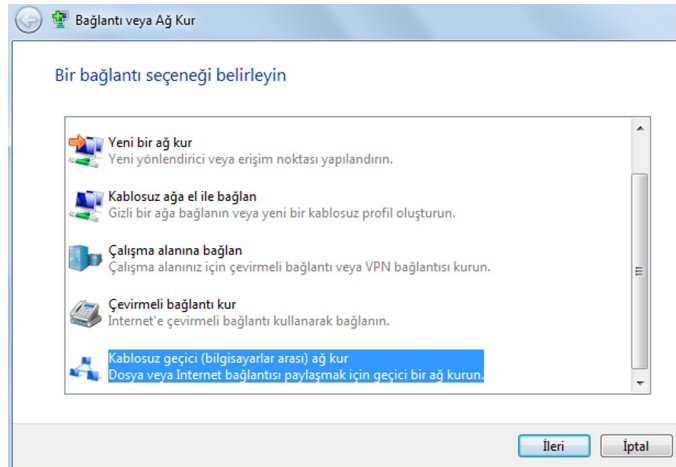 Bağlantı veya Ağ Kur
Bir bağlantı seçeneği belirleyin
Yeni bir ağ kur
Yeni yönlendirici veya erişim noktası yapılandırın.
Kablosuz ağa el ile bağlan
Gizli bir ağa bağlanın veya yeni bir kablosuz profil oluşturun.
Çalışma alanına bağlan
Çalışma alanınız için çevirmeli bağlantı veya VPN bağlantısı kurun.
Çevirmeli bağlantı kur
İnternet'e çevirmeli bağlantı kullanarak bağlanın.
Kablosuz geçici (bilgisayarlar arası) ağ kur
Dosya veya Internet bağlantısı paylaşmak için geçici bir ağ kurun.
İleri
İptal